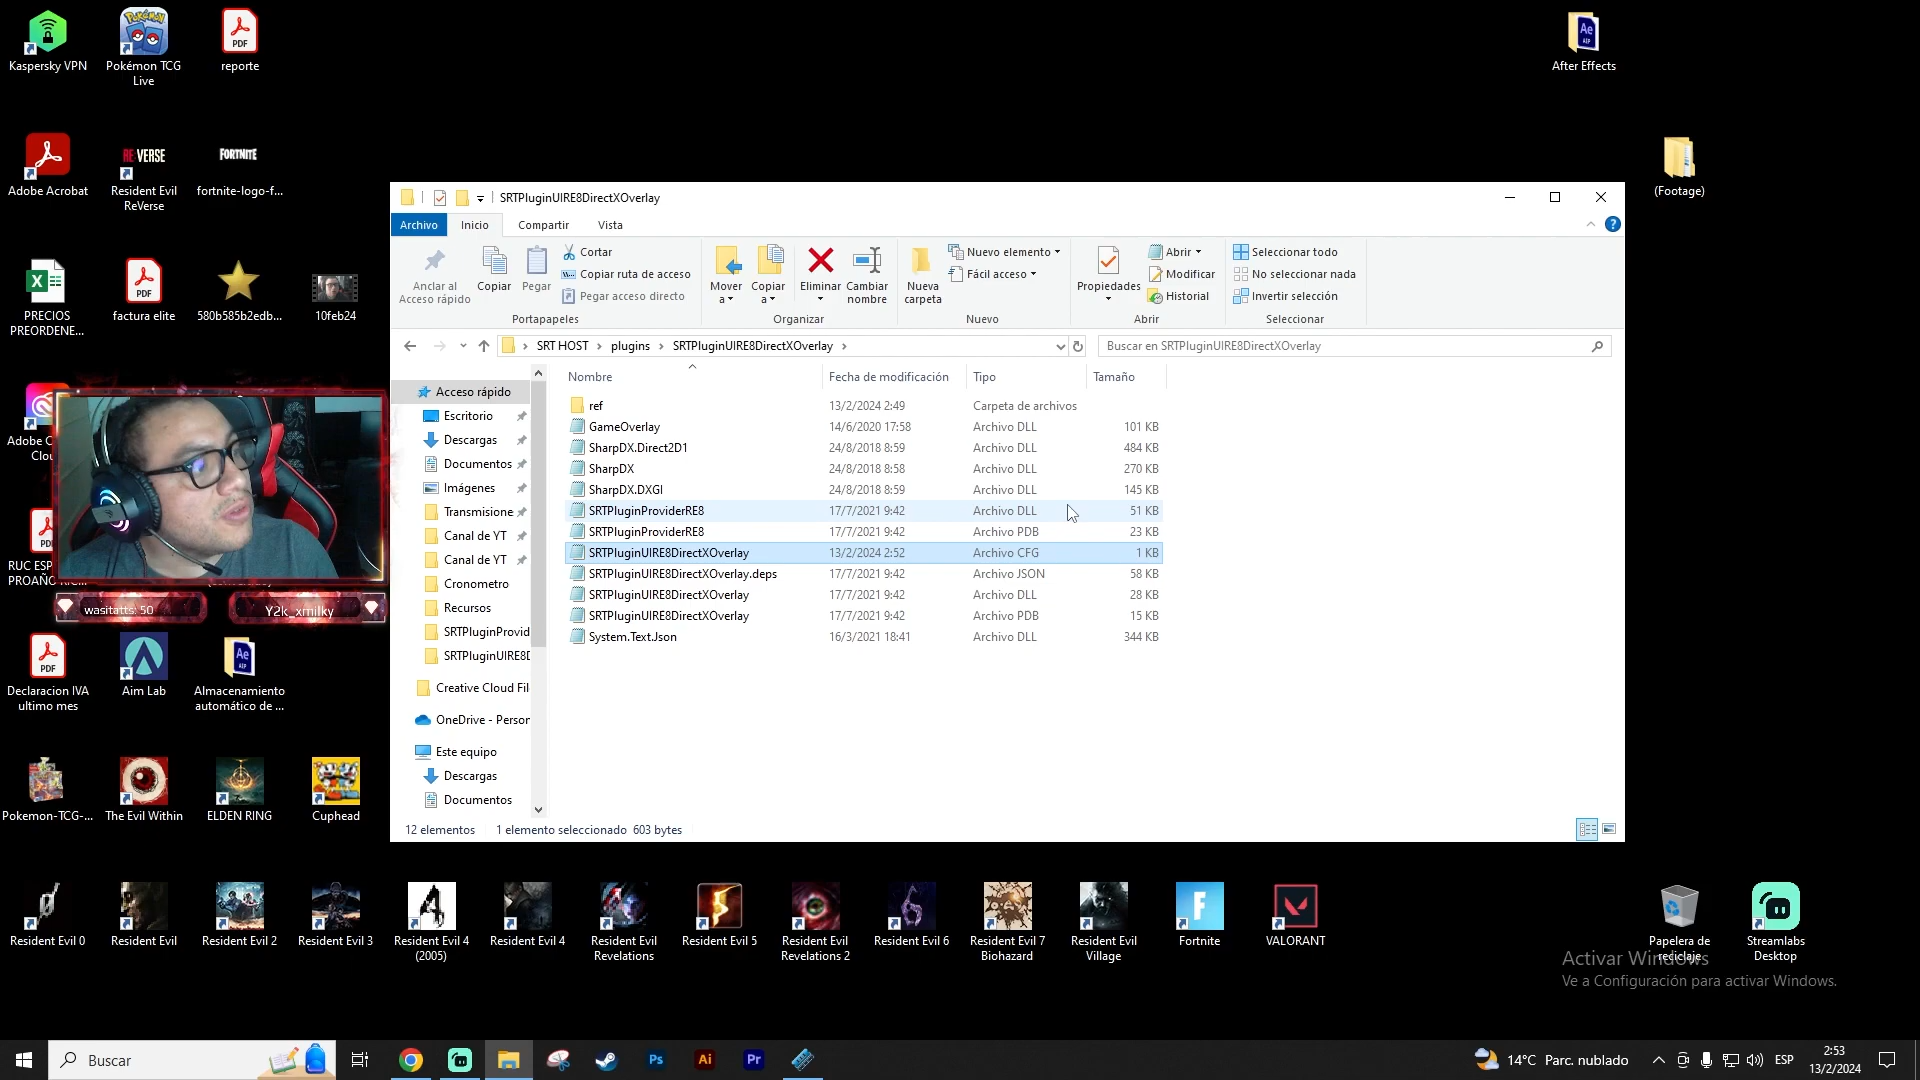 Kaspersky VPN
Pokémon TCG
Live
reporte
Adobe Acrobat
Resident Evil
ReVerse
fortnite-logo-f...
PRECIOS
PREORDENE...
factura elite
580b585b2edb...
10feb24
Adobe C
Clou
RUC ESP
PROAÑO RIC
wasitatts: 50
Y2k_xmilky
Declaracion IVA
ultimo mes
Aim Lab
Almacenamiento
automático de ...
Pokemon-TCG-...
The Evil Within
ELDEN RING
Cuphead
After Effects
(Footage)
SRTPluginUIRE8DirectXOverlay
Archivo
Inicio
Compartir
Vista
Anclar al
Acceso rápido
Copiar
Pegar
Cortar
Copiar ruta de acceso
Pegar acceso directo
Portapapeles
Mover
a
Copiar
a
Eliminar
Cambiar
nombre
Organizar
Nueva
carpeta
Nuevo elemento
Fácil acceso
Nuevo
Propiedades
Abrir
Modificar
Historial
Abrir
Seleccionar todo
No seleccionar nada
Invertir selección
Seleccionar
SRT HOST > plugins > SRTPluginUIRE8DirectXOverlay >
Buscar en SRTPluginUIRE8DirectXOverlay
Acceso rápido
Escritorio
Descargas
Documentos
Imágenes
Transmisione
Canal de YT
Canal de YT
Cronometro
Recursos
SRTPluginProvid
SRTPluginUIRE8D
Creative Cloud Fil
OneDrive - Person
Este equipo
Descargas
Documentos
Nombre Fecha de modificación Tipo Tamaño
ref 13/2/2024 2:49 Carpeta de archivos
GameOverlay 14/6/2020 17:58 Archivo DLL 101 KB
SharpDX.Direct2D1 24/8/2018 8:59 Archivo DLL 484 KB
SharpDX 24/8/2018 8:58 Archivo DLL 270 KB
SharpDX.DXGI 24/8/2018 8:59 Archivo DLL 145 KB
SRTPluginProviderRE8 17/7/2021 9:42 Archivo DLL 51 KB
SRTPluginProviderRE8 17/7/2021 9:42 Archivo PDB 23 KB
SRTPluginUIRE8DirectXOverlay 13/2/2024 2:52 Archivo CFG 1 KB
SRTPluginUIRE8DirectXOverlay.deps 17/7/2021 9:42 Archivo JSON 58 KB
SRTPluginUIRE8DirectXOverlay 17/7/2021 9:42 Archivo DLL 28 KB
SRTPluginUIRE8DirectXOverlay 17/7/2021 9:42 Archivo PDB 15 KB
System.Text.Json 16/3/2021 18:41 Archivo DLL 344 KB
12 elementos 1 elemento seleccionado 603 bytes
Resident Evil 0
Resident Evil
Resident Evil 2
Resident Evil 3
Resident Evil 4
(2005)
Resident Evil 4
Resident Evil
Revelations
Resident Evil 5
Resident Evil
Revelations 2
Resident Evil 6
Resident Evil 7
Biohazard
Resident Evil
Village
Fortnite
VALORANT
Papelera de
reciclaje
Streamlabs
Desktop
Activar Windows
Ve a Configuración para activar Windows.
Buscar
14°C Parc. nublado
ESP
2:53
13/2/2024